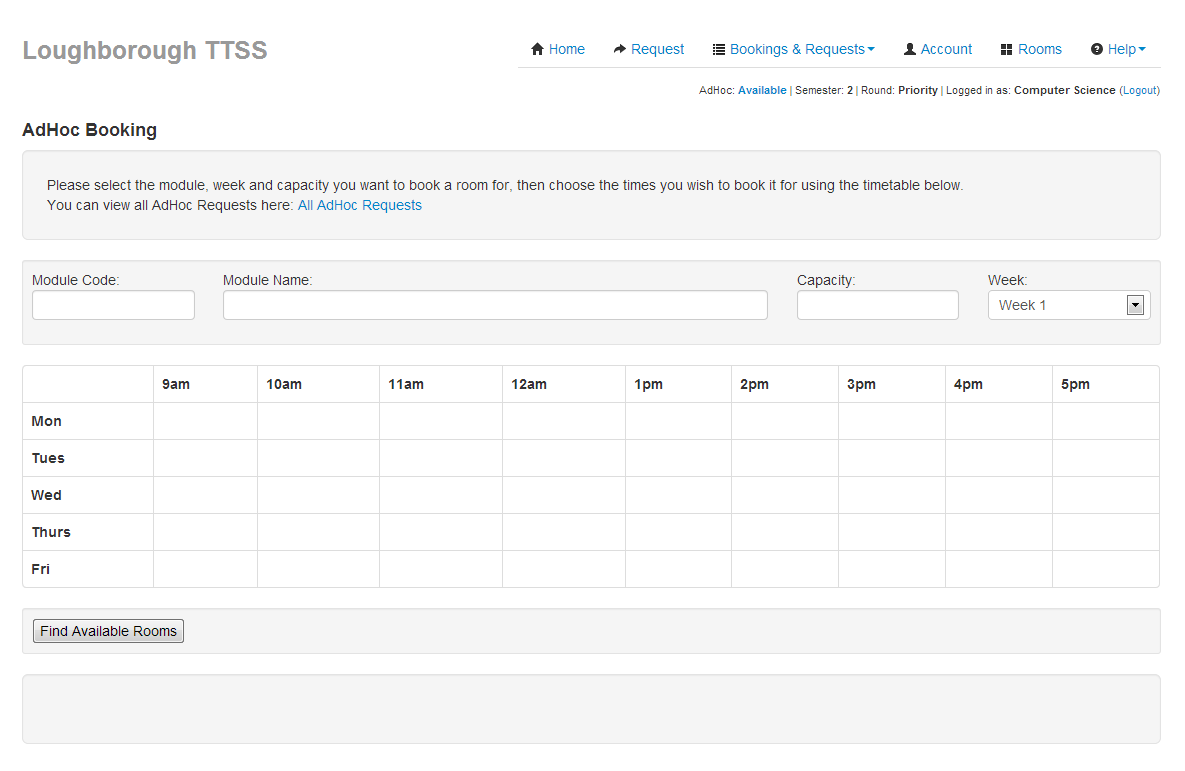 Loughborough TTSS
Home Request Bookings & Requests Account Rooms Help
AdHoc: Available | Semester: 2 | Round: Priority | Logged in as: Computer Science (Logout)
AdHoc Booking
Please select the module, week and capacity you want to book a room for, then choose the times you wish to book it for using the timetable below.
You can view all AdHoc Requests here: All AdHoc Requests
Module Code: Module Name: Capacity: Week:
Week 1
9am 10am 11am 12am 1pm 2pm 3pm 4pm 5pm
Mon
Tues
Wed
Thurs
Fri
Find Available Rooms